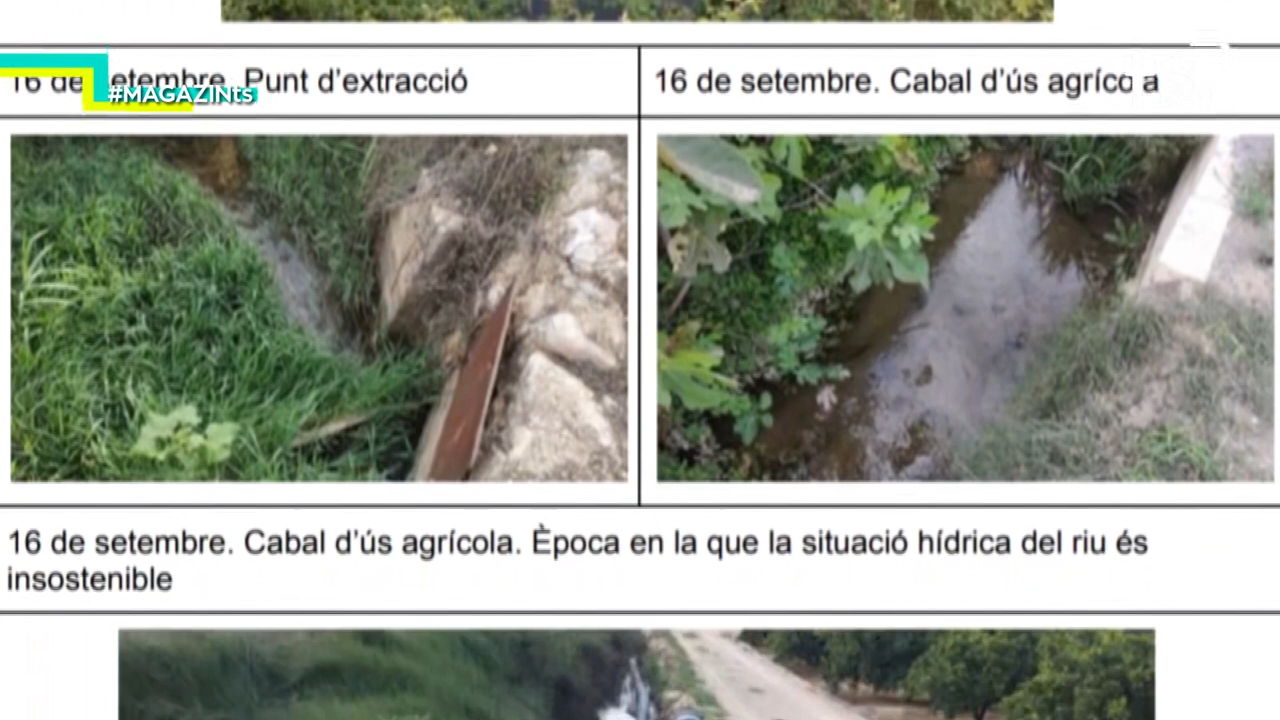 16 de setembre. Punt d'extracció
#MAGAZINts
16 de setembre. Cabal d'ús agrícola
16 de setembre. Cabal d'ús agrícola. Època en la que la situació hídrica del riu és
insostenible